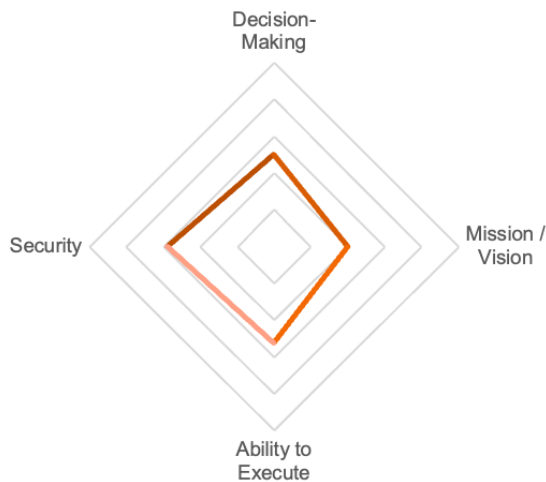 Decision-
Making
Security
Mission /
Vision
Ability to
Execute